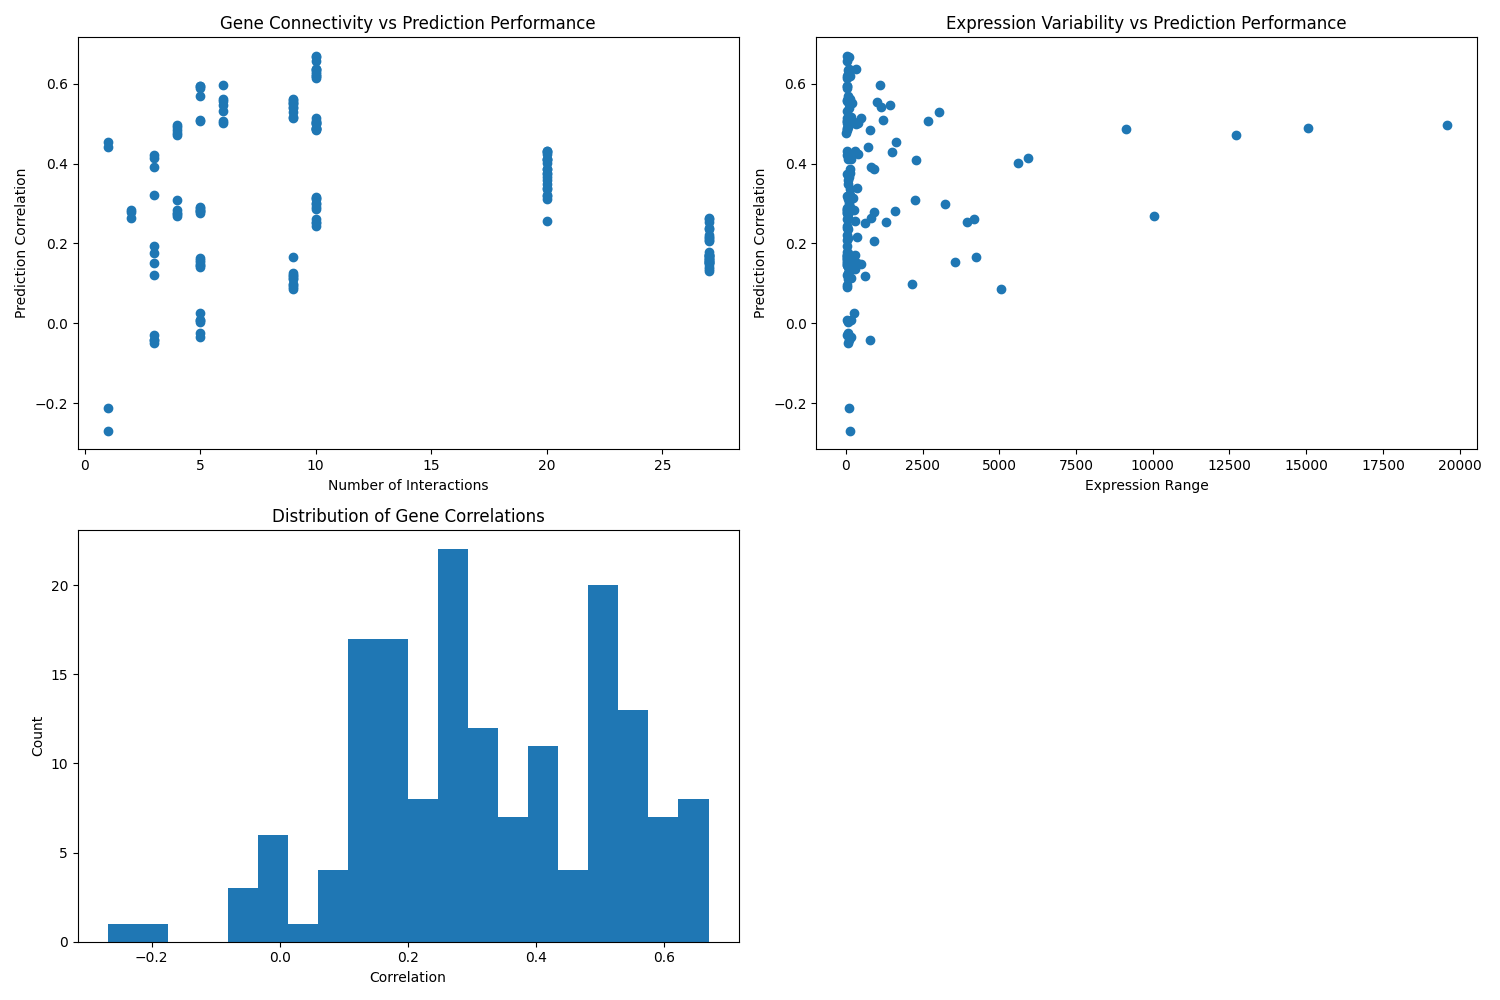 Gene Connectivity vs Prediction Performance
Prediction Correlation
0.6
0.4
0.2
0.0
−0.2
0 5 10 15 20 25
Number of Interactions
Expression Variability vs Prediction Performance
Prediction Correlation
0.6
0.4
0.2
0.0
−0.2
0 2500 5000 7500 10000 12500 15000 17500 20000
Expression Range
Distribution of Gene Correlations
Count
20
15
10
5
0
−0.2 0.0 0.2 0.4 0.6
Correlation